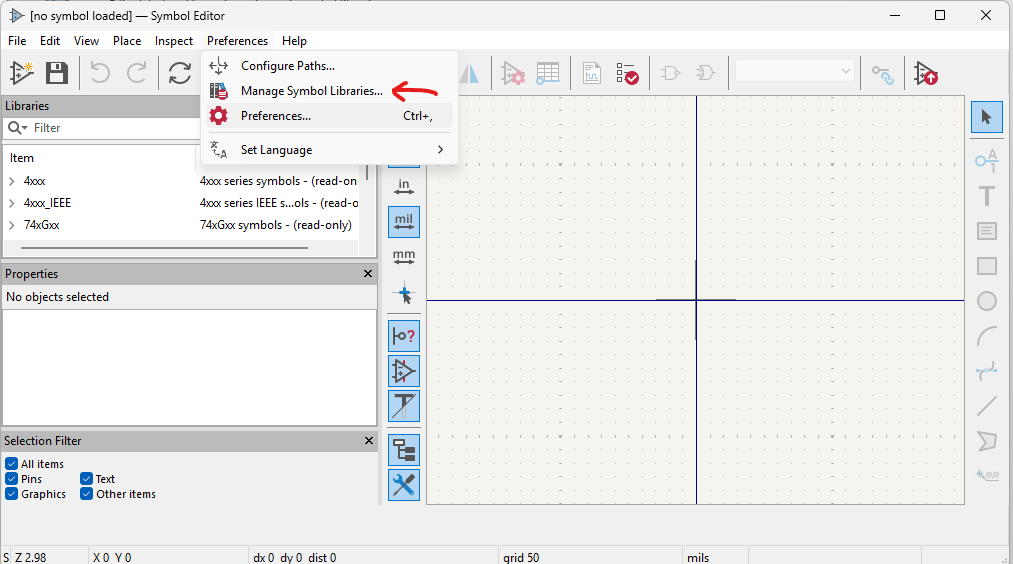 [no symbol loaded] — Symbol Editor
File Edit View Place Inspect Preferences Help
Configure Paths...
Manage Symbol Libraries...
Preferences... Ctrl+,
Set Language
Libraries
Filter
Item
4xxx 4xxx series symbols - (read-on
4xxx_IEEE 4xxx series IEEE s...ols - (read-o
74xGxx 74xGxx symbols - (read-only)
in
mil
mm
Properties
No objects selected
Selection Filter
All items
Pins Text
Graphics Other items
A
1
T
(0,0)
S Z 2.98 X 0 Y 0 dx 0 dy 0 dist 0 grid 50 mils